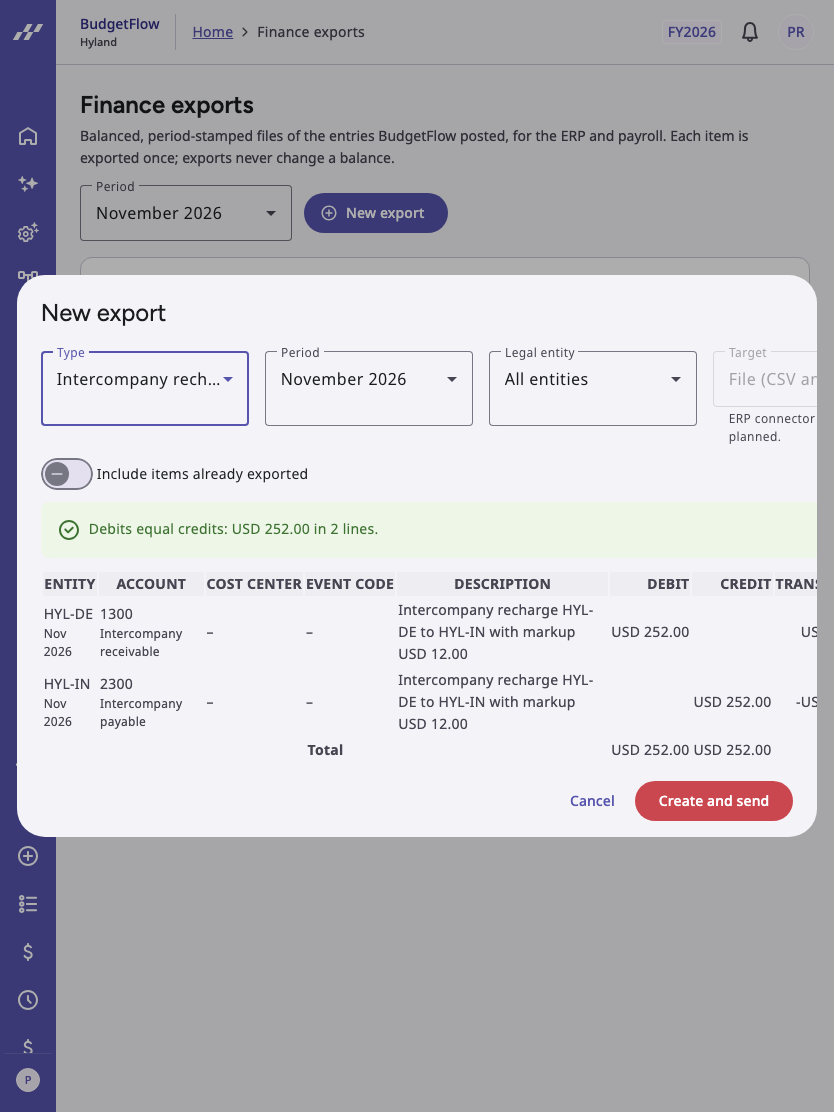 BudgetFlow
Hyland
Home > Finance exports
FY2026
PR
Finance exports
Balanced, period-stamped files of the entries BudgetFlow posted, for the ERP and payroll. Each item is
exported once; exports never change a balance.
Period
November 2026
New export
New export
Type
Intercompany rech...
Period
November 2026
Legal entity
All entities
Target
File (CSV an
ERP connector
planned.
Include items already exported
Debits equal credits: USD 252.00 in 2 lines.
ENTITY ACCOUNT COST CENTER EVENT CODE DESCRIPTION DEBIT CREDIT TRANS
HYL-DE
Nov
2026
1300
Intercompany
receivable
–
–
Intercompany recharge HYL-
DE to HYL-IN with markup
USD 12.00
USD 252.00
US
HYL-IN
Nov
2026
2300
Intercompany
payable
–
–
Intercompany recharge HYL-
DE to HYL-IN with markup
USD 12.00
USD 252.00
-US
Total USD 252.00 USD 252.00
Cancel
Create and send
P